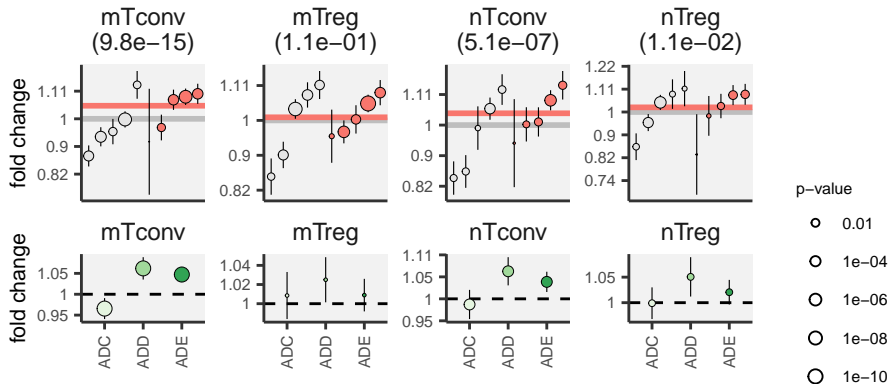 mTconv mTreg nTconv nTreg
(9.8e−15) (1.1e−01) (5.1e−07) (1.1e−02)
fold change
1.11
1
0.9
0.82
1.11
1
0.9
0.82
1.11
1
0.9
0.82
1.22
1.11
1
0.9
0.82
0.74
mTconv mTreg nTconv nTreg
fold change
1.05
1
0.95
1.04
1.02
1
1.11
1.05
1
0.95
1.05
1
ADC ADD ADE ADC ADD ADE ADC ADD ADE ADC ADD ADE
p−value
0.01
1e−04
1e−06
1e−08
1e−10